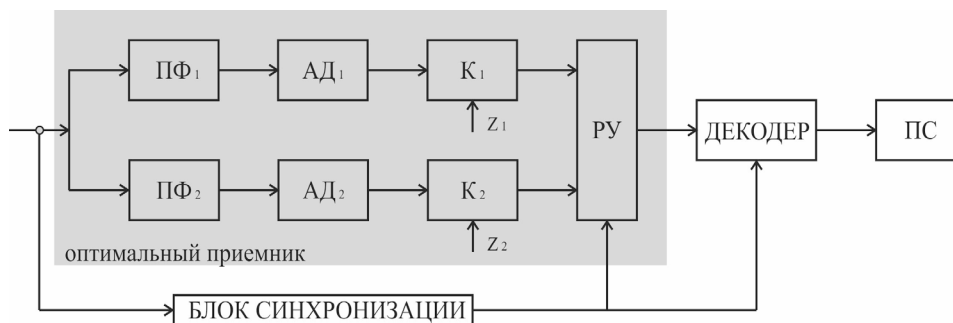 ПФ₁ АД₁ К₁
Z₁
РУ ДЕКОДЕР ПС
ПФ₂ АД₂ К₂
Z₂
оптимальный приемник
БЛОК СИНХРОНИЗАЦИИ